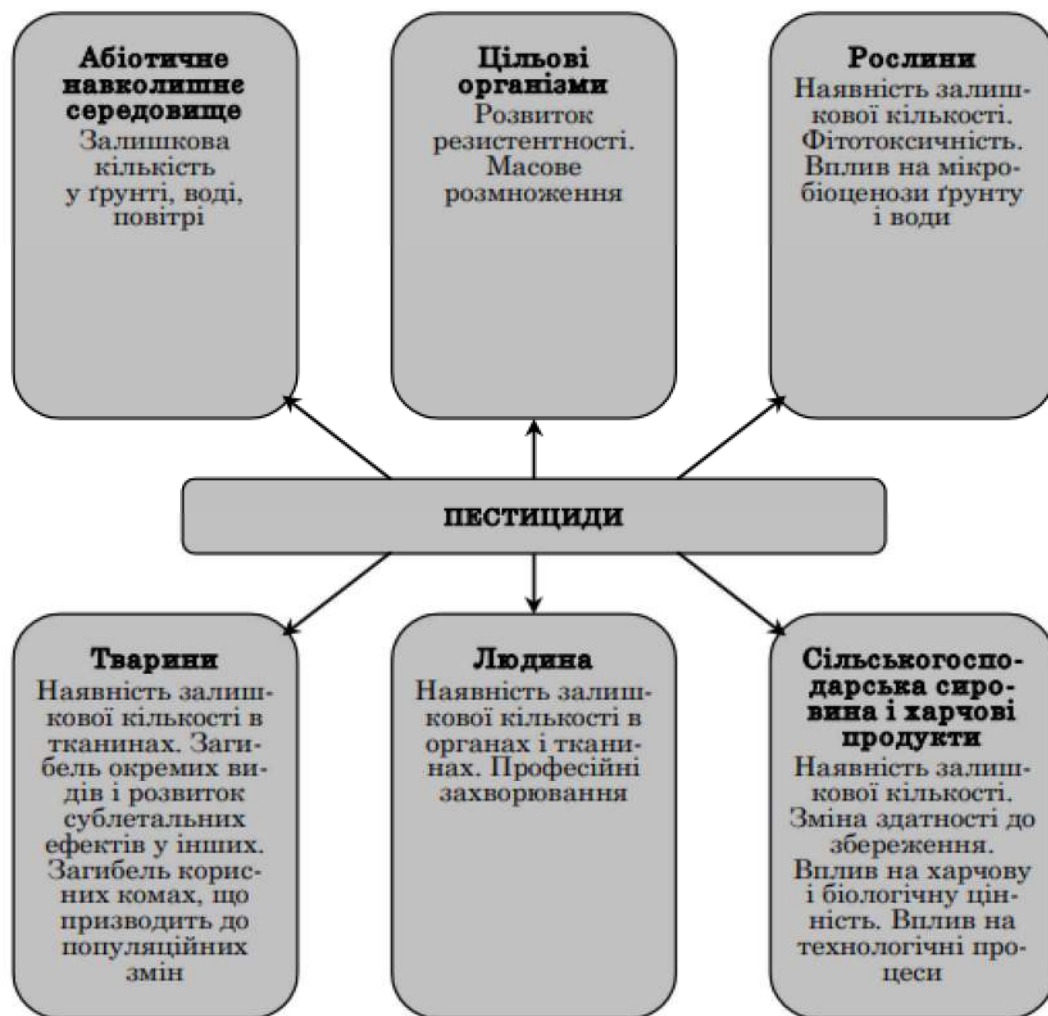 Абіотичне
навколишнє
середовище
Залишкова
кількість
у ґрунті, воді,
повітрі
Цільові
організми
Розвиток
резистентності.
Масове
розмноження
Рослини
Наявність залиш-
кової кількості.
Фітотоксичність.
Вплив на мікро-
біоценози ґрунту
і води
ПЕСТИЦИДИ
Тварини
Наявність залиш-
кової кількості в
тканинах. Заги-
бель окремих ви-
дів і розвиток
сублетальних
ефектів у інших.
Загибель корис-
них комах, що
призводить до
популяційних
змін
Людина
Наявність залиш-
кової кількості в
органах і ткани-
нах. Професійні
захворювання
Сільськогоспо-
дарська сиро-
вина і харчові
продукти
Наявність залиш-
кової кількості.
Зміна здатності до
збереження.
Вплив на харчову
і біологічну цін-
ність. Вплив на
технологічні про-
цеси